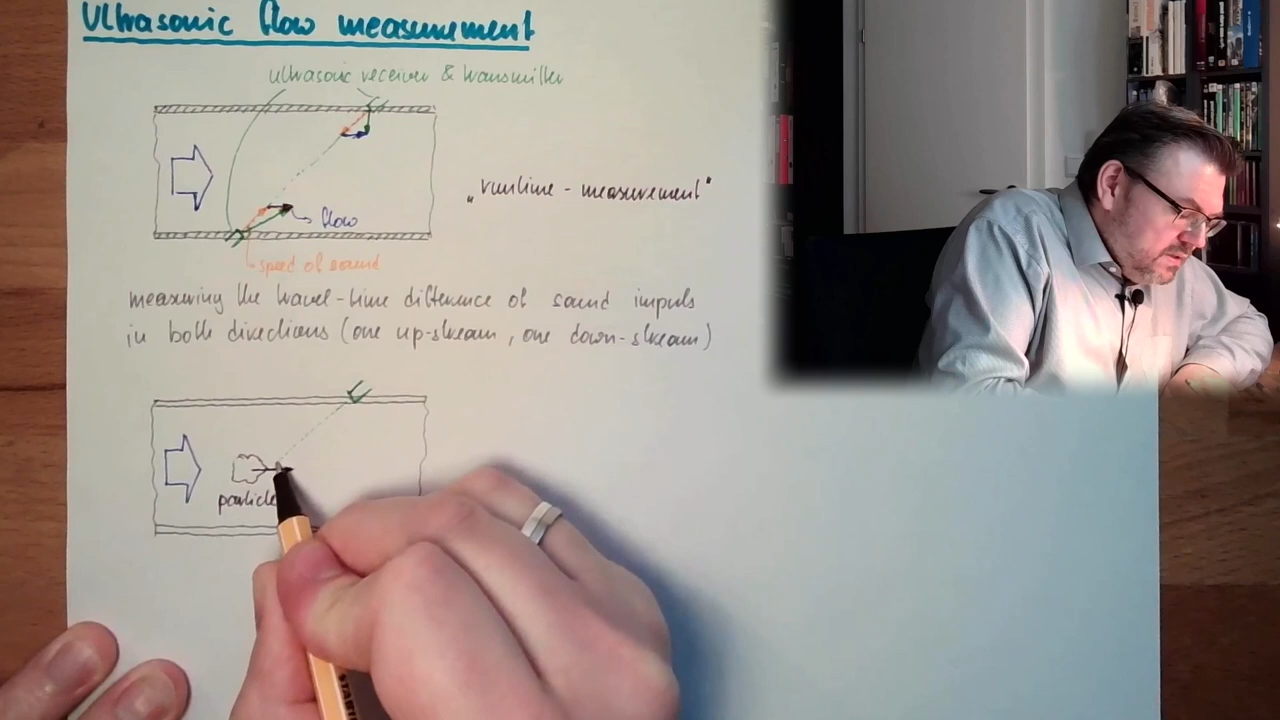 Ultrasonic flow measurement
ultrasonic receiver & transmitter
flow
"runtime - measurement"
speed of sound
measuring the travel-time difference of sound impuls
in both directions (one up-stream, one down-stream)
particle